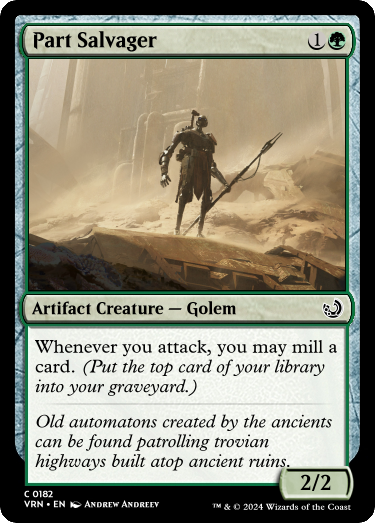 Part Salvager 1
Artifact Creature — Golem
Whenever you attack, you may mill a
card. (Put the top card of your library
into your graveyard.)
Old automatons created by the ancients
can be found patrolling trovian
highways built atop ancient ruins.
2/2
C 0182
VRN • EN Andrew Andreev
™ & © 2024 Wizards of the Coast